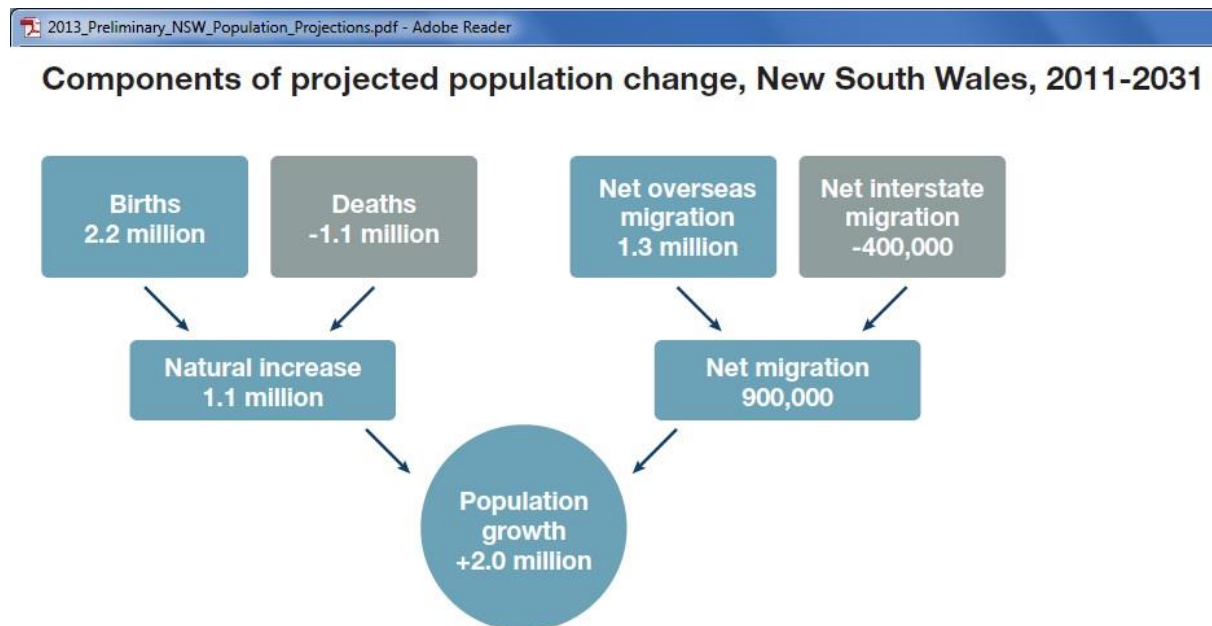 2013_Preliminary_NSW_Population_Projections.pdf - Adobe Reader
Components of projected population change, New South Wales, 2011-2031
Births
2.2 million
Deaths
-1.1 million
Net overseas
migration
1.3 million
Net interstate
migration
-400,000
Natural increase
1.1 million
Net migration
900,000
Population
growth
+2.0 million